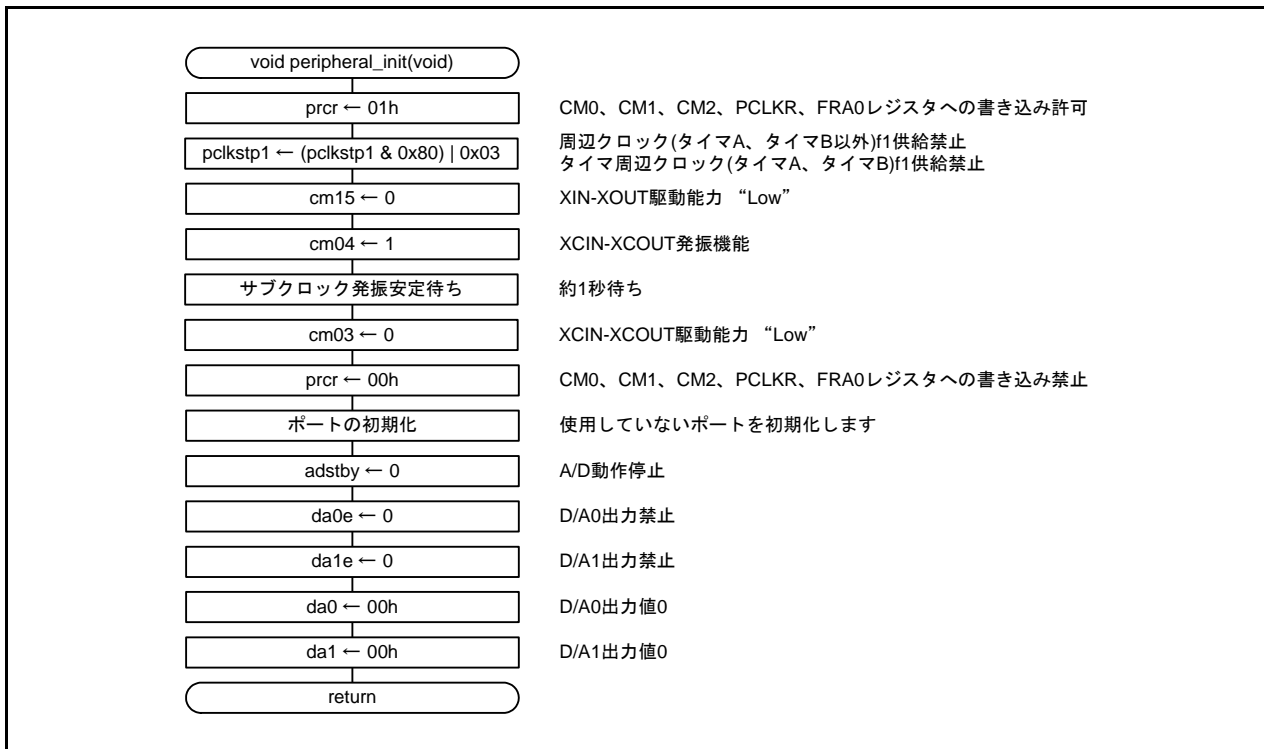 void peripheral_init(void)
prcr ← 01h
CM0、CM1、CM2、PCLKR、FRA0レジスタへの書き込み許可
pclkstp1 ← (pclkstp1 & 0x80) | 0x03
周辺クロック(タイマA、タイマB以外)f1供給禁止
タイマ周辺クロック(タイマA、タイマB)f1供給禁止
cm15 ← 0
XIN-XOUT駆動能力 “Low”
cm04 ← 1
XCIN-XCOUT発振機能
サブクロック発振安定待ち
約1秒待ち
cm03 ← 0
XCIN-XCOUT駆動能力 “Low”
prcr ← 00h
CM0、CM1、CM2、PCLKR、FRA0レジスタへの書き込み禁止
ポートの初期化
使用していないポートを初期化します
adstby ← 0
A/D動作停止
da0e ← 0
D/A0出力禁止
da1e ← 0
D/A1出力禁止
da0 ← 00h
D/A0出力値0
da1 ← 00h
D/A1出力値0
return